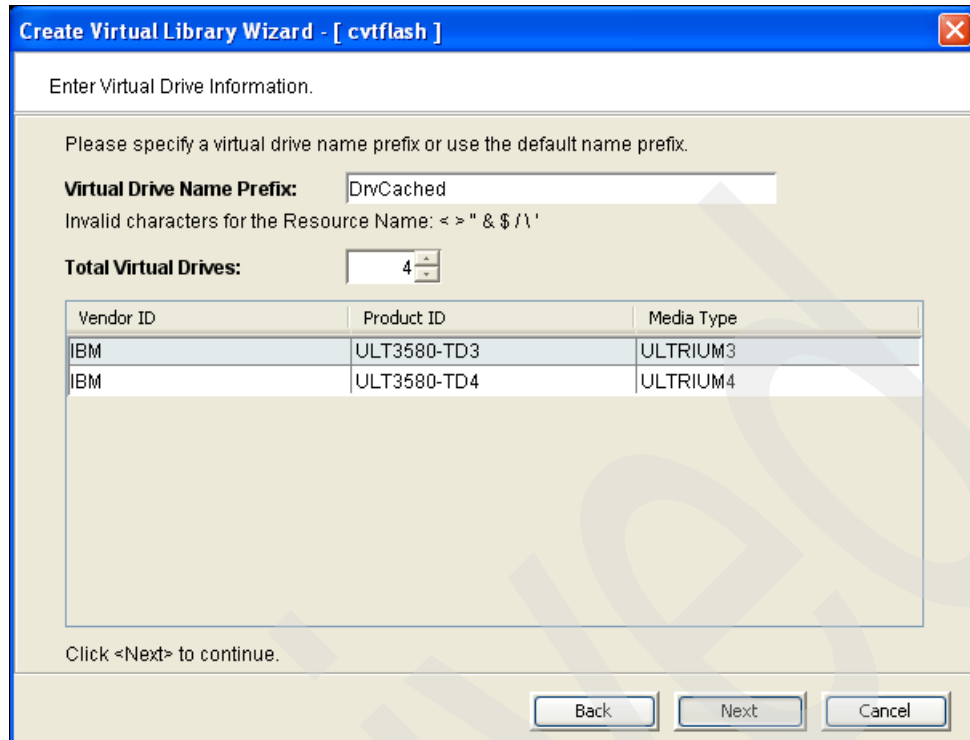 Create Virtual Library Wizard - [ cvtflash ]
Enter Virtual Drive Information.
Please specify a virtual drive name prefix or use the default name prefix.
Virtual Drive Name Prefix: DrvCached
Invalid characters for the Resource Name: < > " & $ / \ '
Total Virtual Drives: 4
Vendor ID Product ID Media Type
IBM ULT3580-TD3 ULTRIUM3
IBM ULT3580-TD4 ULTRIUM4
Click <Next> to continue.
Back Next Cancel